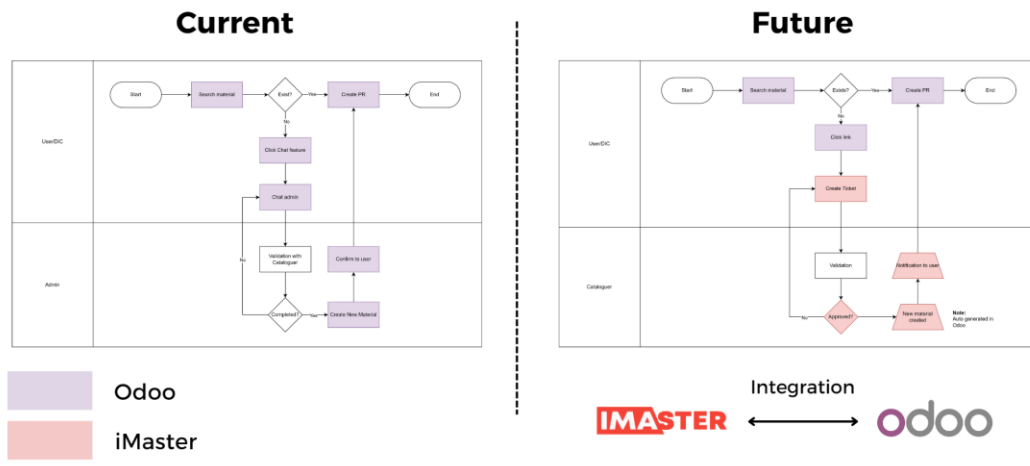 Current
Future
User/DIC
Start
Search material
Exist?
Yes
Create PR
End
No
Click Chat feature
Chat admin
Admin
No
Validation with
Cataloguer
Confirm to user
Completed?
Yes
Create New Material
User/DIC
Start
Search material
Exists?
Yes
Create PR
End
No
Click link
Create Ticket
Cataloguer
Validation
Notification to user
No
Approved?
New material
created
Note:
Auto generated in
Odoo
Odoo
iMaster
Integration
IMASTER
odoo